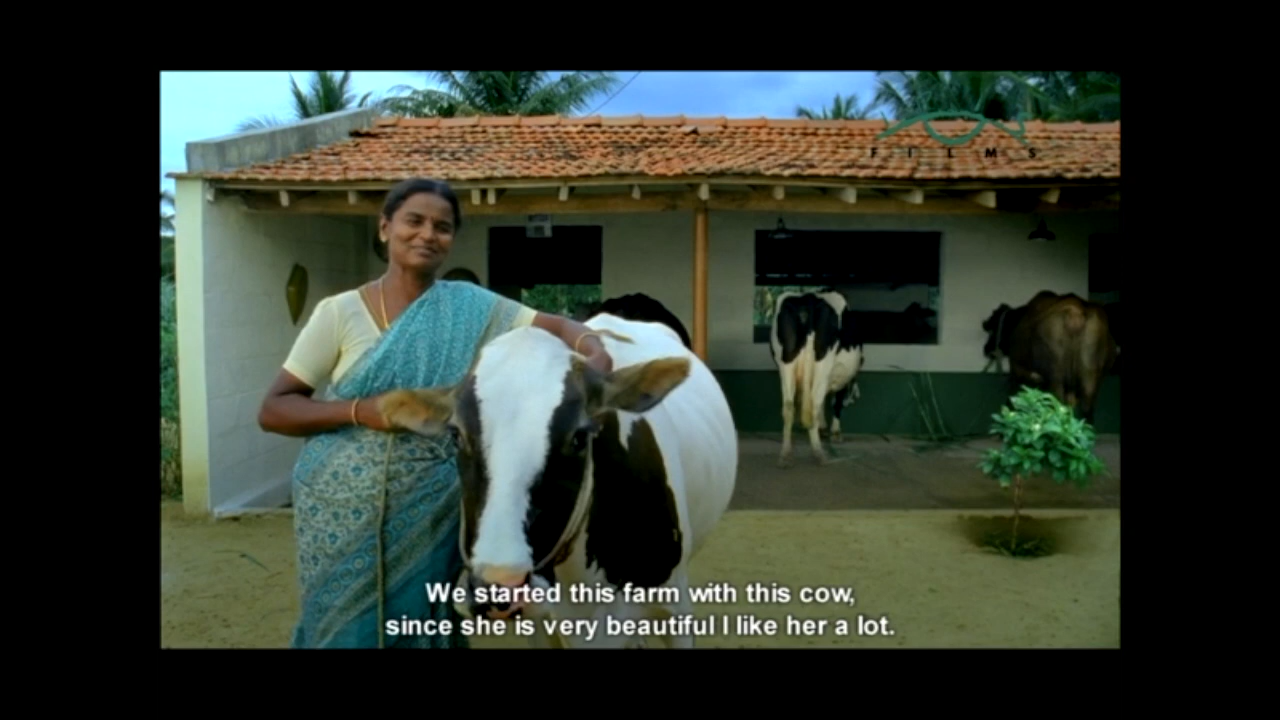 FILMS
We started this farm with this cow,
since she is very beautiful I like her a lot.